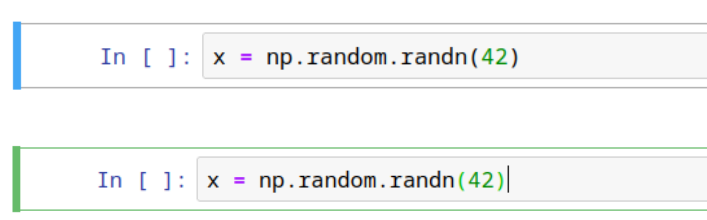 In [ ]: x = np.random.randn(42)
In [ ]: x = np.random.randn(42)